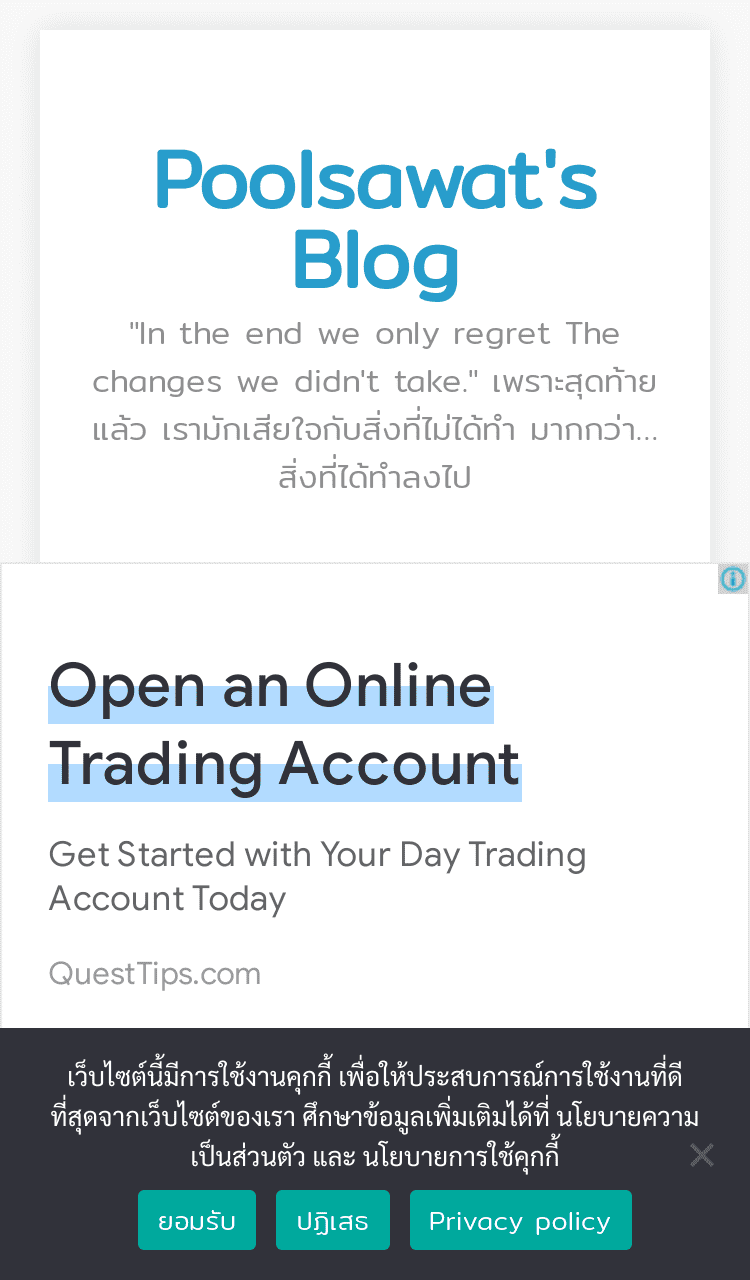 Poolsawat's
Blog
"In the end we only regret The
changes we didn't take." เพราะสุดท้าย
แล้ว เรามักเสียใจกับสิ่งที่ไม่ได้ทำ มากกว่า...
สิ่งที่ได้ทำลงไป
Open an Online
Trading Account
Get Started with Your Day Trading
Account Today
QuestTips.com
เว็บไซต์นี้มีการใช้งานคุกกี้ เพื่อให้ประสบการณ์การใช้งานที่ดี
ที่สุดจากเว็บไซต์ของเรา ศึกษาข้อมูลเพิ่มเติมได้ที่ นโยบายความ
เป็นส่วนตัว และ นโยบายการใช้คุกกี้
ยอมรับ ปฏิเสธ Privacy policy